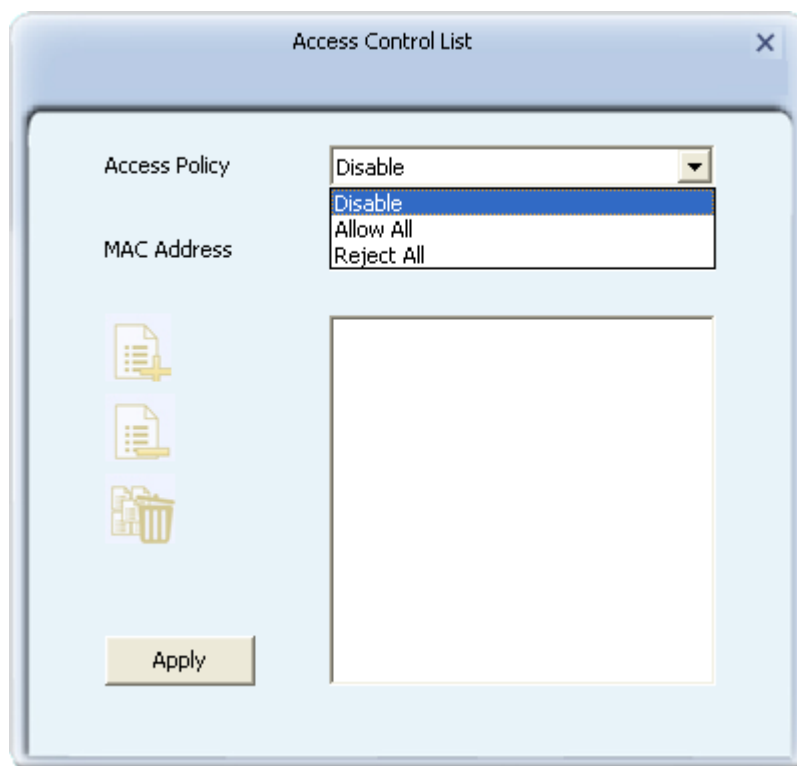 Access Control List
Access Policy
Disable
Disable
Allow All
Reject All
MAC Address
Apply